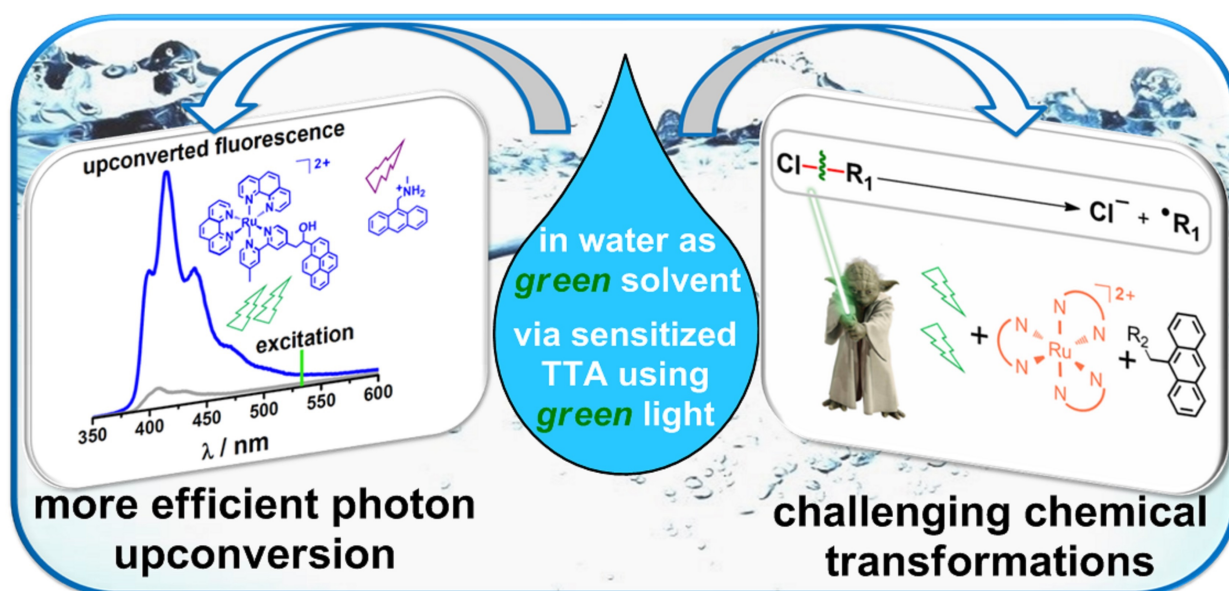 upconverted fluorescence
2+
N
N
N
N
N
N
Ru
OH
NH2
+
excitation
350 400 450 500 550 600
λ / nm
more efficient photon
upconversion
in water as
green solvent
via sensitized
TTA using
green light
Cl
R1
Cl− + •R1
+
2+
N
N
N
Ru
N
N
N
+
R2
challenging chemical
transformations